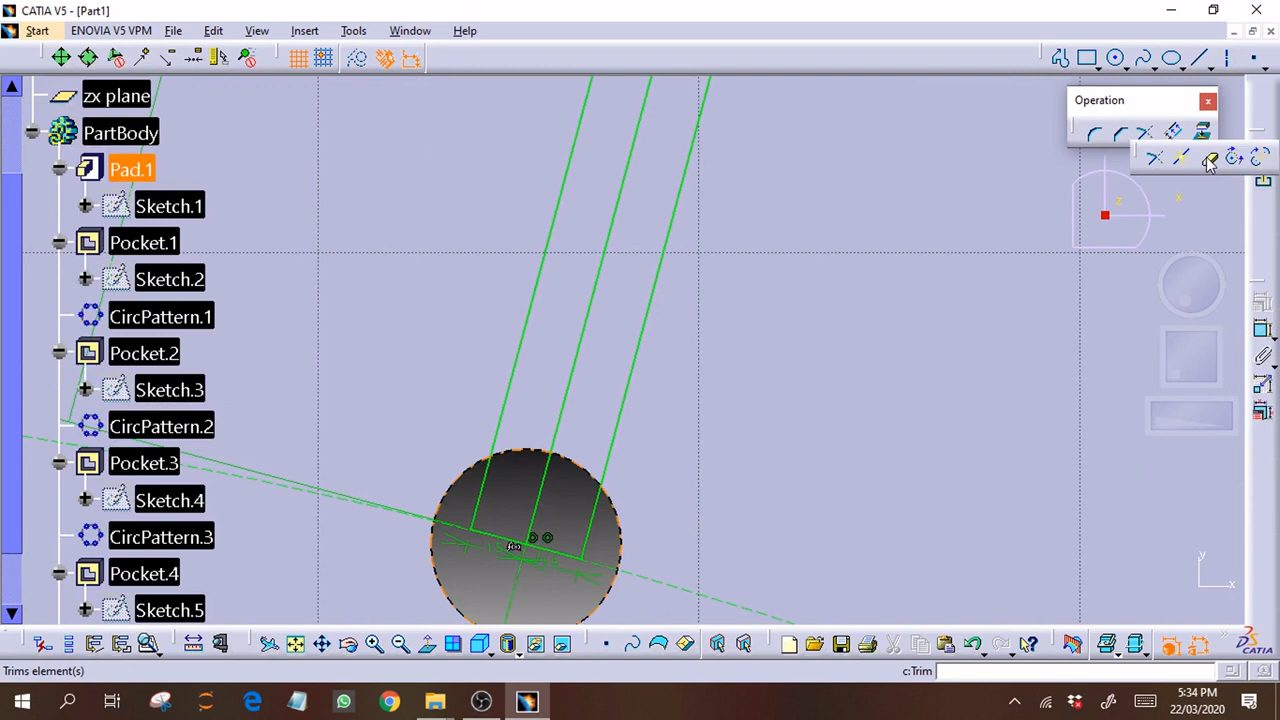 CATIA V5 - [Part1]
Start ENOVIA V5 VPM File Edit View Insert Tools Window Help
Operation
zx plane
PartBody
Pad.1
Sketch.1
Pocket.1
Sketch.2
CircPattern.1
Pocket.2
Sketch.3
CircPattern.2
Pocket.3
Sketch.4
CircPattern.3
Pocket.4
Sketch.5
z
x
y
x
CATIA
Trims element(s)
c:Trim
5:34 PM
22/03/2020